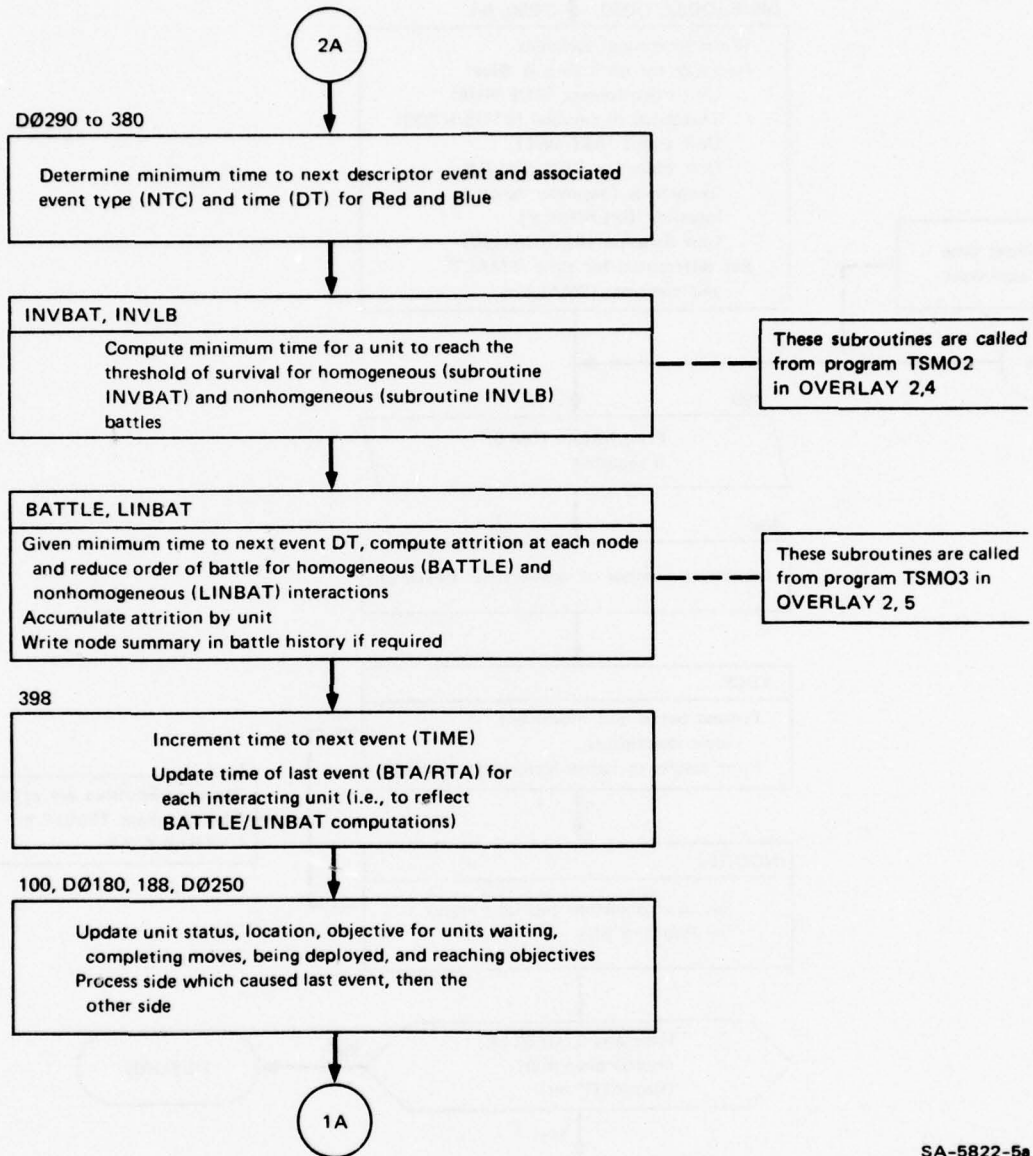 2A
DØ290 to 380
Determine minimum time to next descriptor event and associated
event type (NTC) and time (DT) for Red and Blue
INVBAT, INVLB
Compute minimum time for a unit to reach the
threshold of survival for homogeneous (subroutine
INVBAT) and nonhomgeneous (subroutine INVLB)
battles
These subroutines are called
from program TSMO2
in OVERLAY 2,4
BATTLE, LINBAT
Given minimum time to next event DT, compute attrition at each node
and reduce order of battle for homogeneous (BATTLE) and
nonhomogeneous (LINBAT) interactions
Accumulate attrition by unit
Write node summary in battle history if required
These subroutines are called
from program TSMO3 in
OVERLAY 2, 5
398
Increment time to next event (TIME)
Update time of last event (BTA/RTA) for
each interacting unit (i.e., to reflect
BATTLE/LINBAT computations)
100, DØ180, 188, DØ250
Update unit status, location, objective for units waiting,
completing moves, being deployed, and reaching objectives
Process side which caused last event, then the
other side
1A
SA-5822-5a